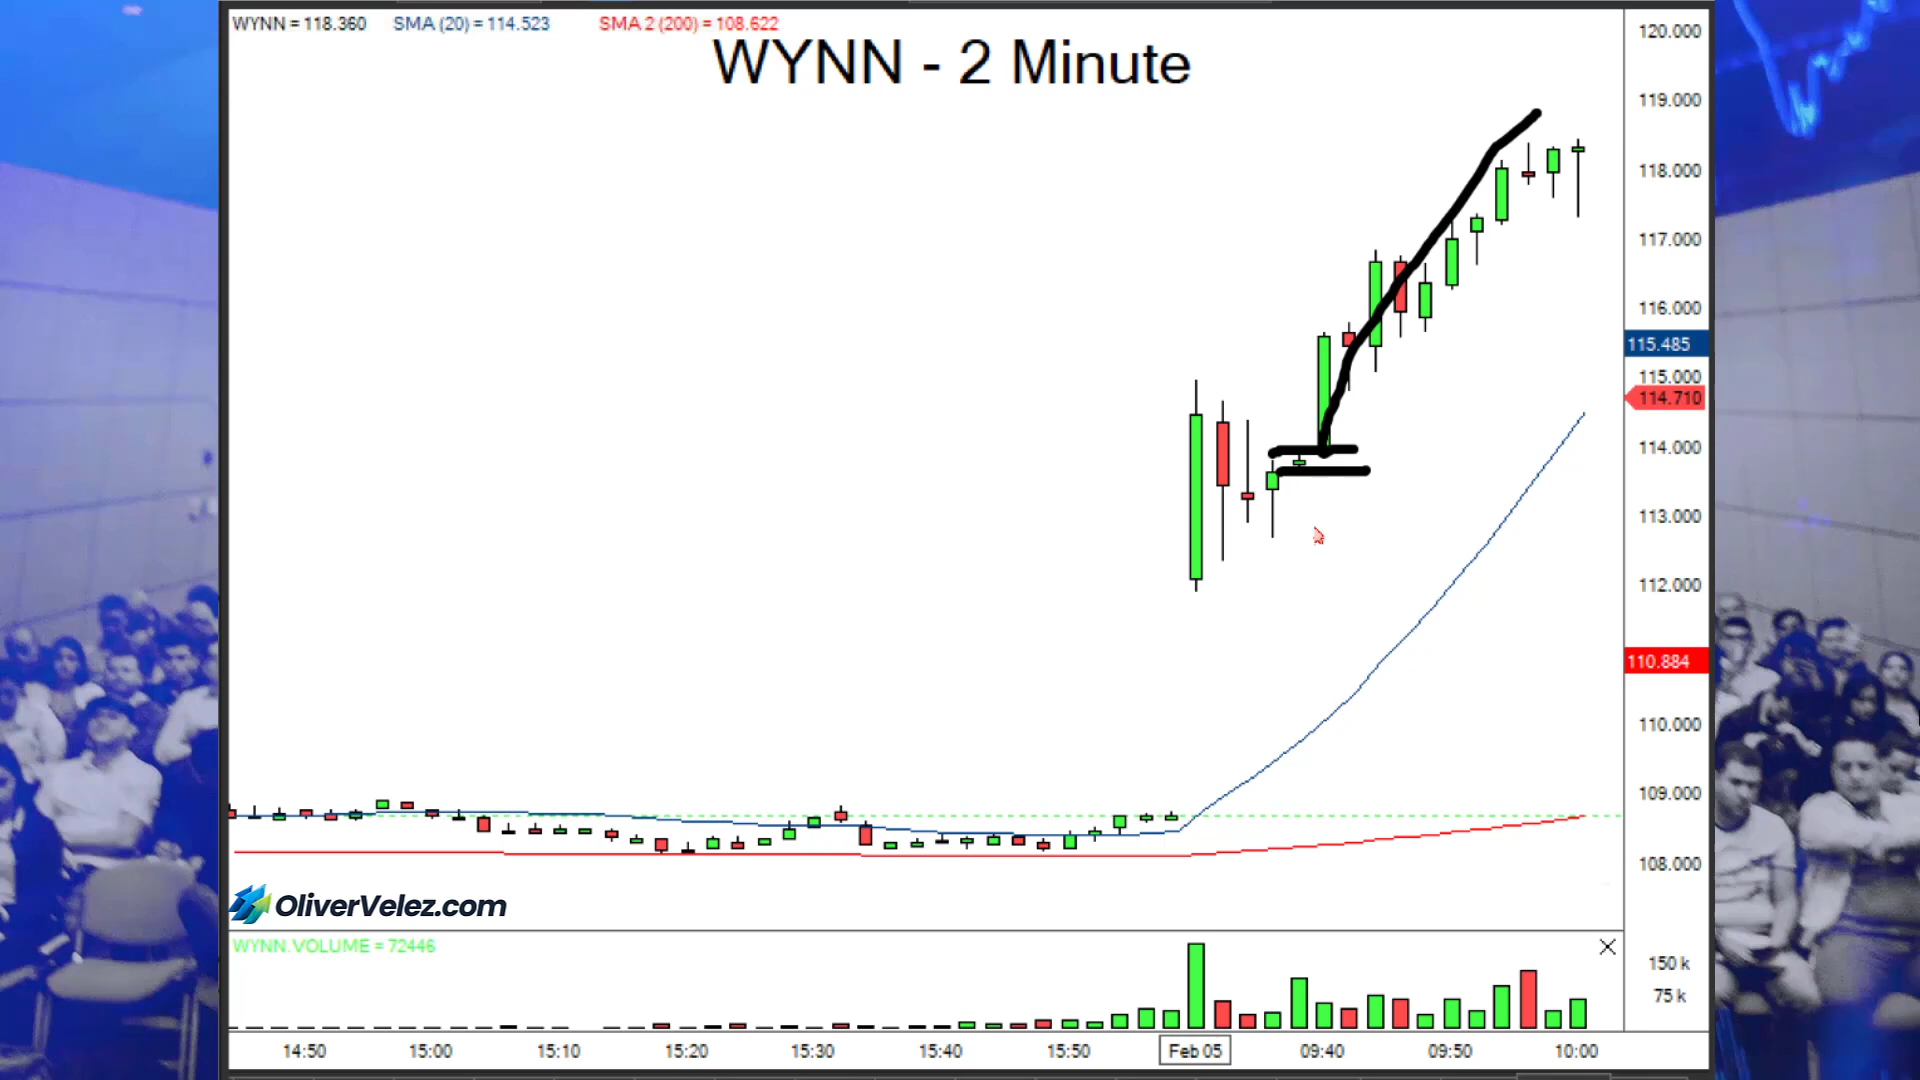 WYNN = 118.360 SMA (20) = 114.523 SMA 2 (200) = 108.622
WYNN - 2 Minute
120.000
119.000
118.000
117.000
116.000
115.485
115.000
114.710
114.000
113.000
112.000
110.884
110.000
109.000
108.000
OliverVelez.com
WYNN.VOLUME = 72446
150 k
75 k
14:50 15:00 15:10 15:20 15:30 15:40 15:50 Feb 05 09:40 09:50 10:00